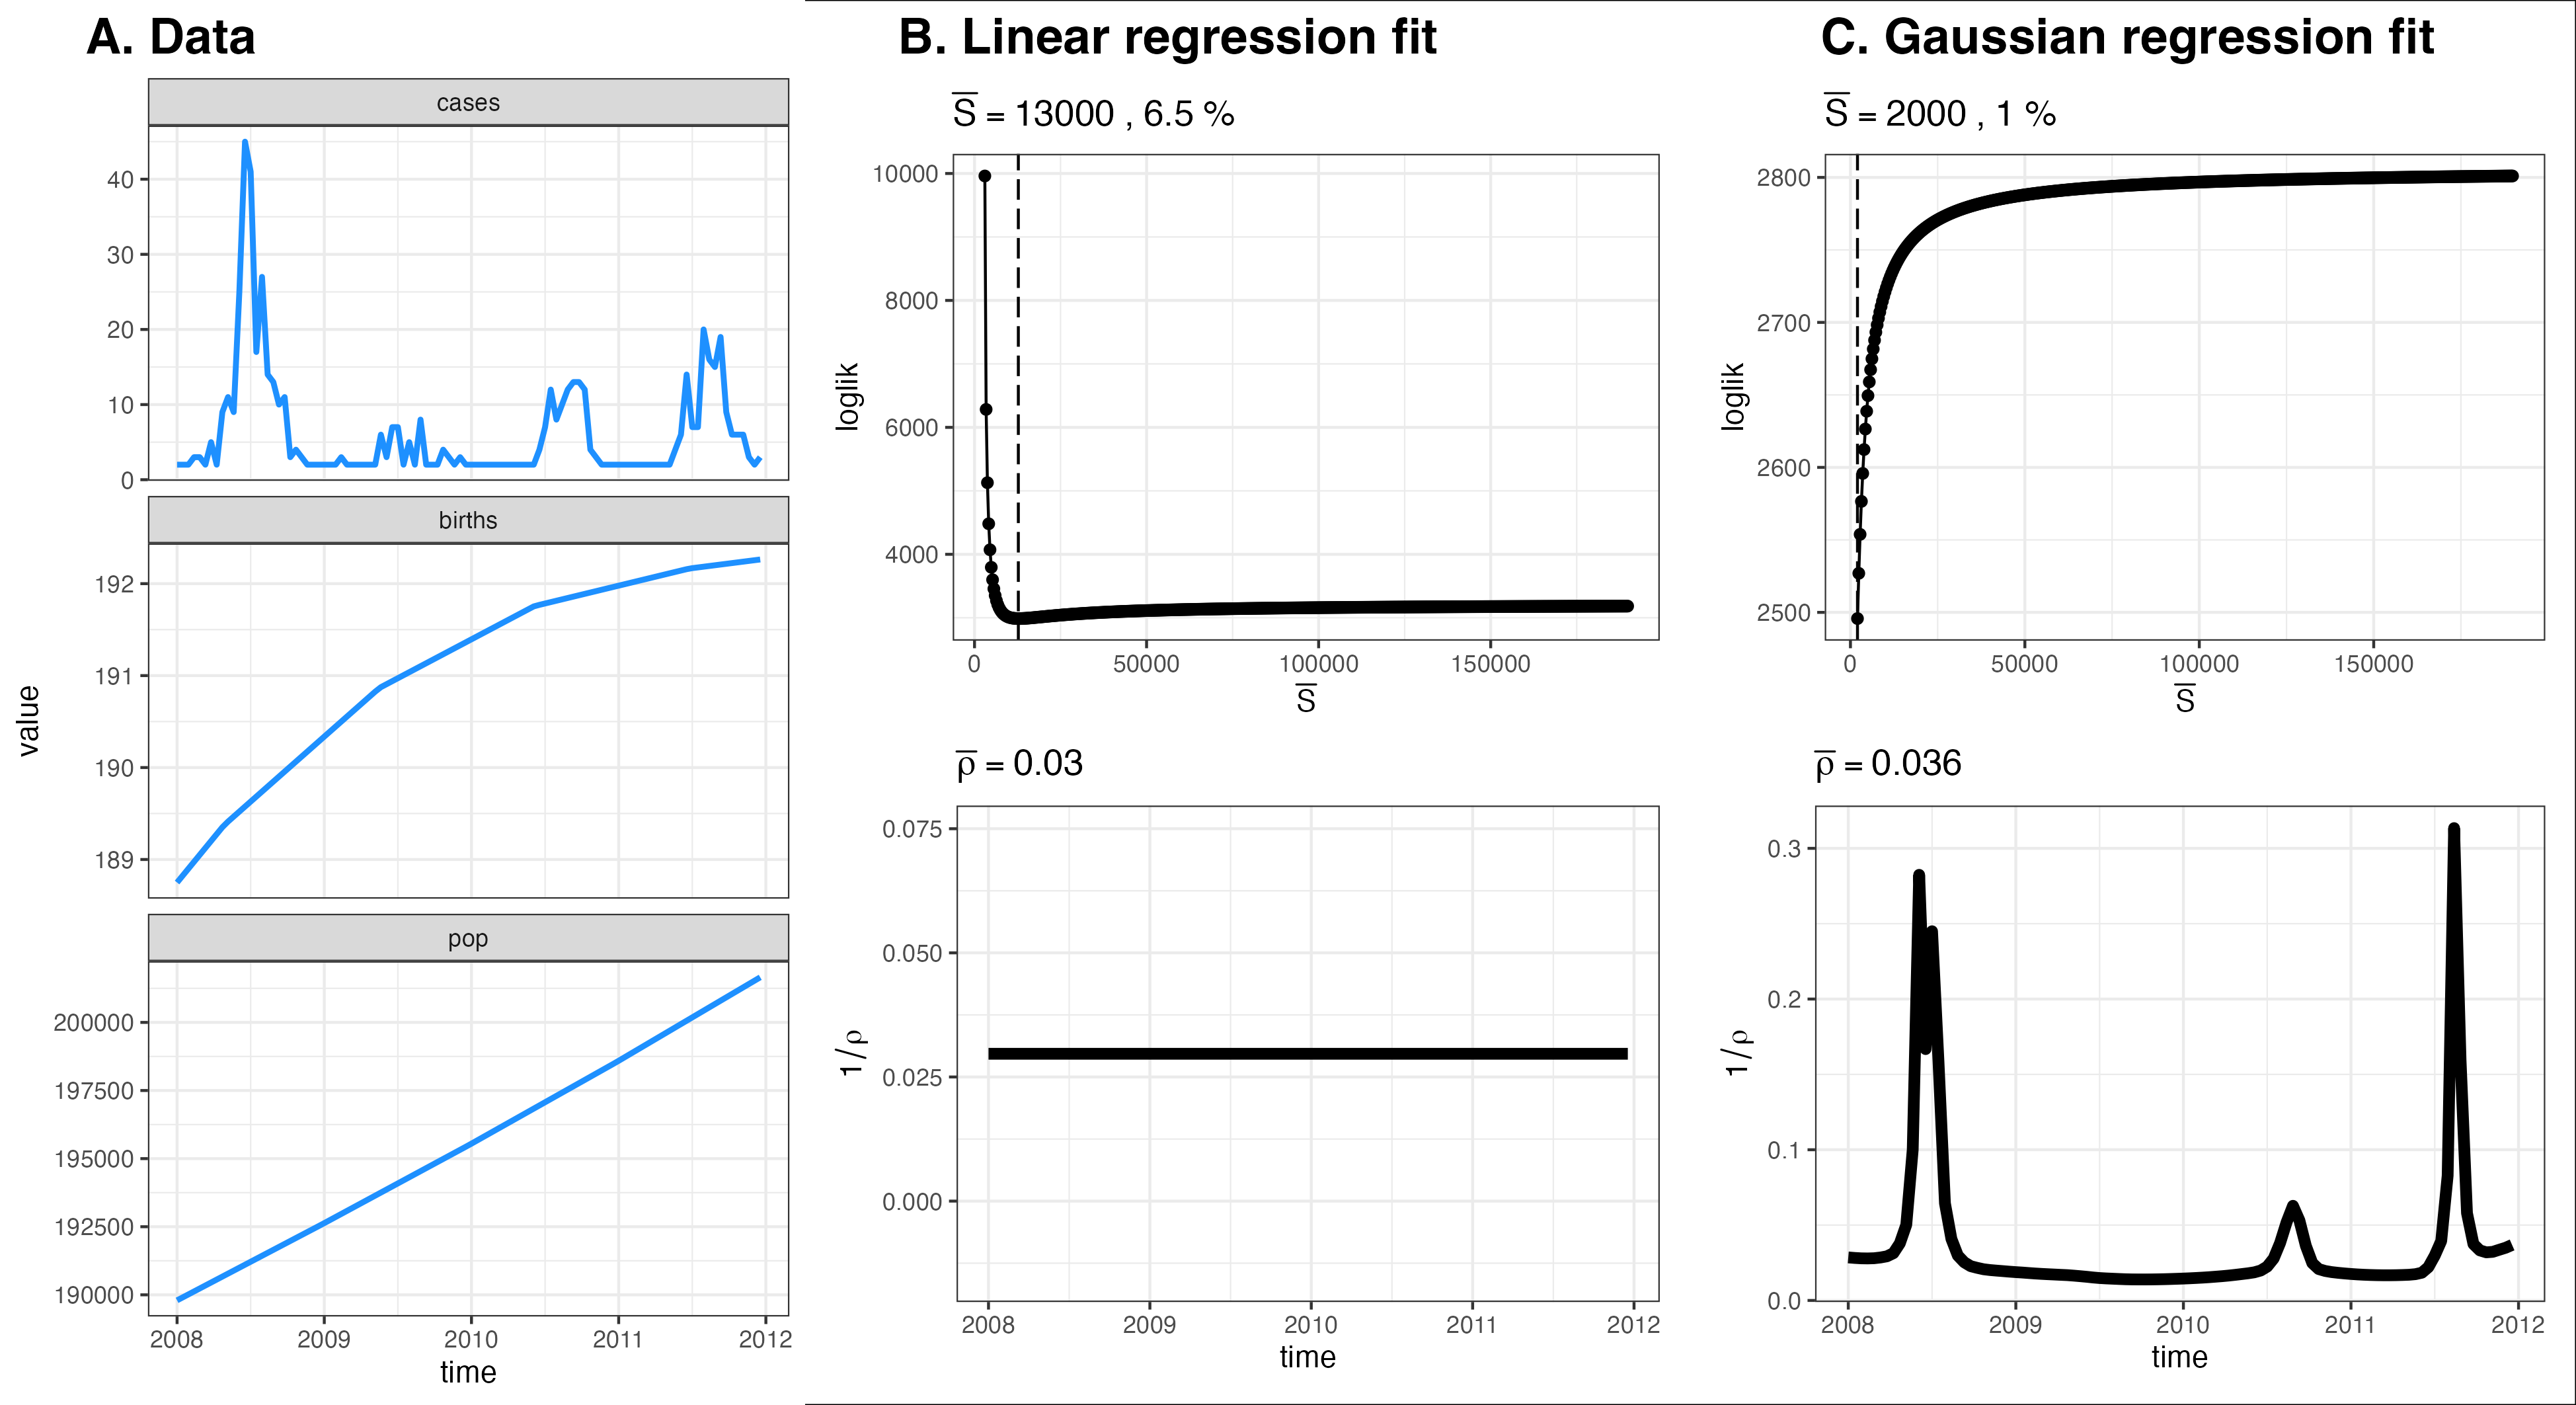 A. Data
cases
40
30
20
10
0
births
192
191
190
189
pop
200000
197500
195000
192500
190000
2008 2009 2010 2011 2012
time
value
B. Linear regression fit
S̅ = 13000 , 6.5 %
10000
8000
6000
4000
0 50000 100000 150000
S̅
loglik
ρ̅ = 0.03
0.075
0.050
0.025
0.000
2008 2009 2010 2011 2012
time
1/ρ
C. Gaussian regression fit
S̅ = 2000 , 1 %
2800
2700
2600
2500
0 50000 100000 150000
S̅
loglik
ρ̅ = 0.036
0.3
0.2
0.1
0.0
2008 2009 2010 2011 2012
time
1/ρ